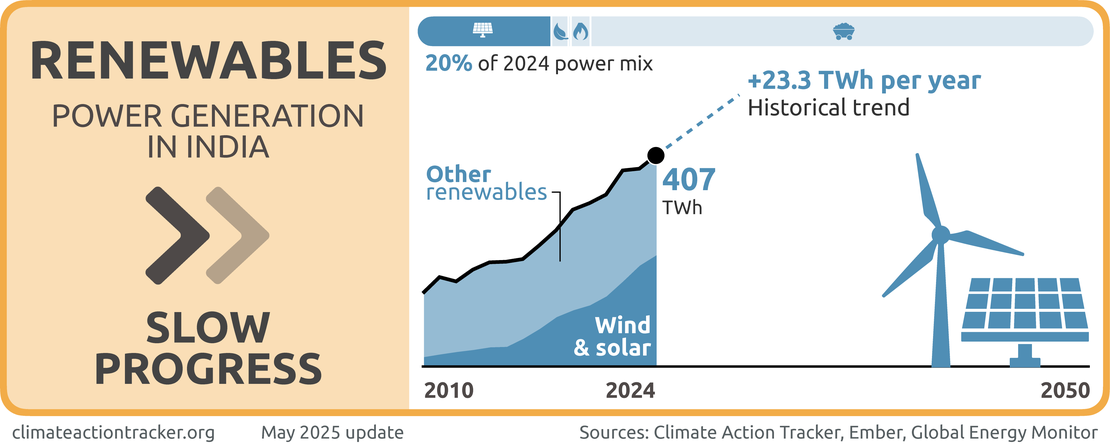 RENEWABLES
POWER GENERATION
IN INDIA
SLOW
PROGRESS
20% of 2024 power mix
+23.3 TWh per year
Historical trend
Other
renewables
407
TWh
Wind
& solar
2010
2024
2050
climateactiontracker.org
May 2025 update
Sources: Climate Action Tracker, Ember, Global Energy Monitor